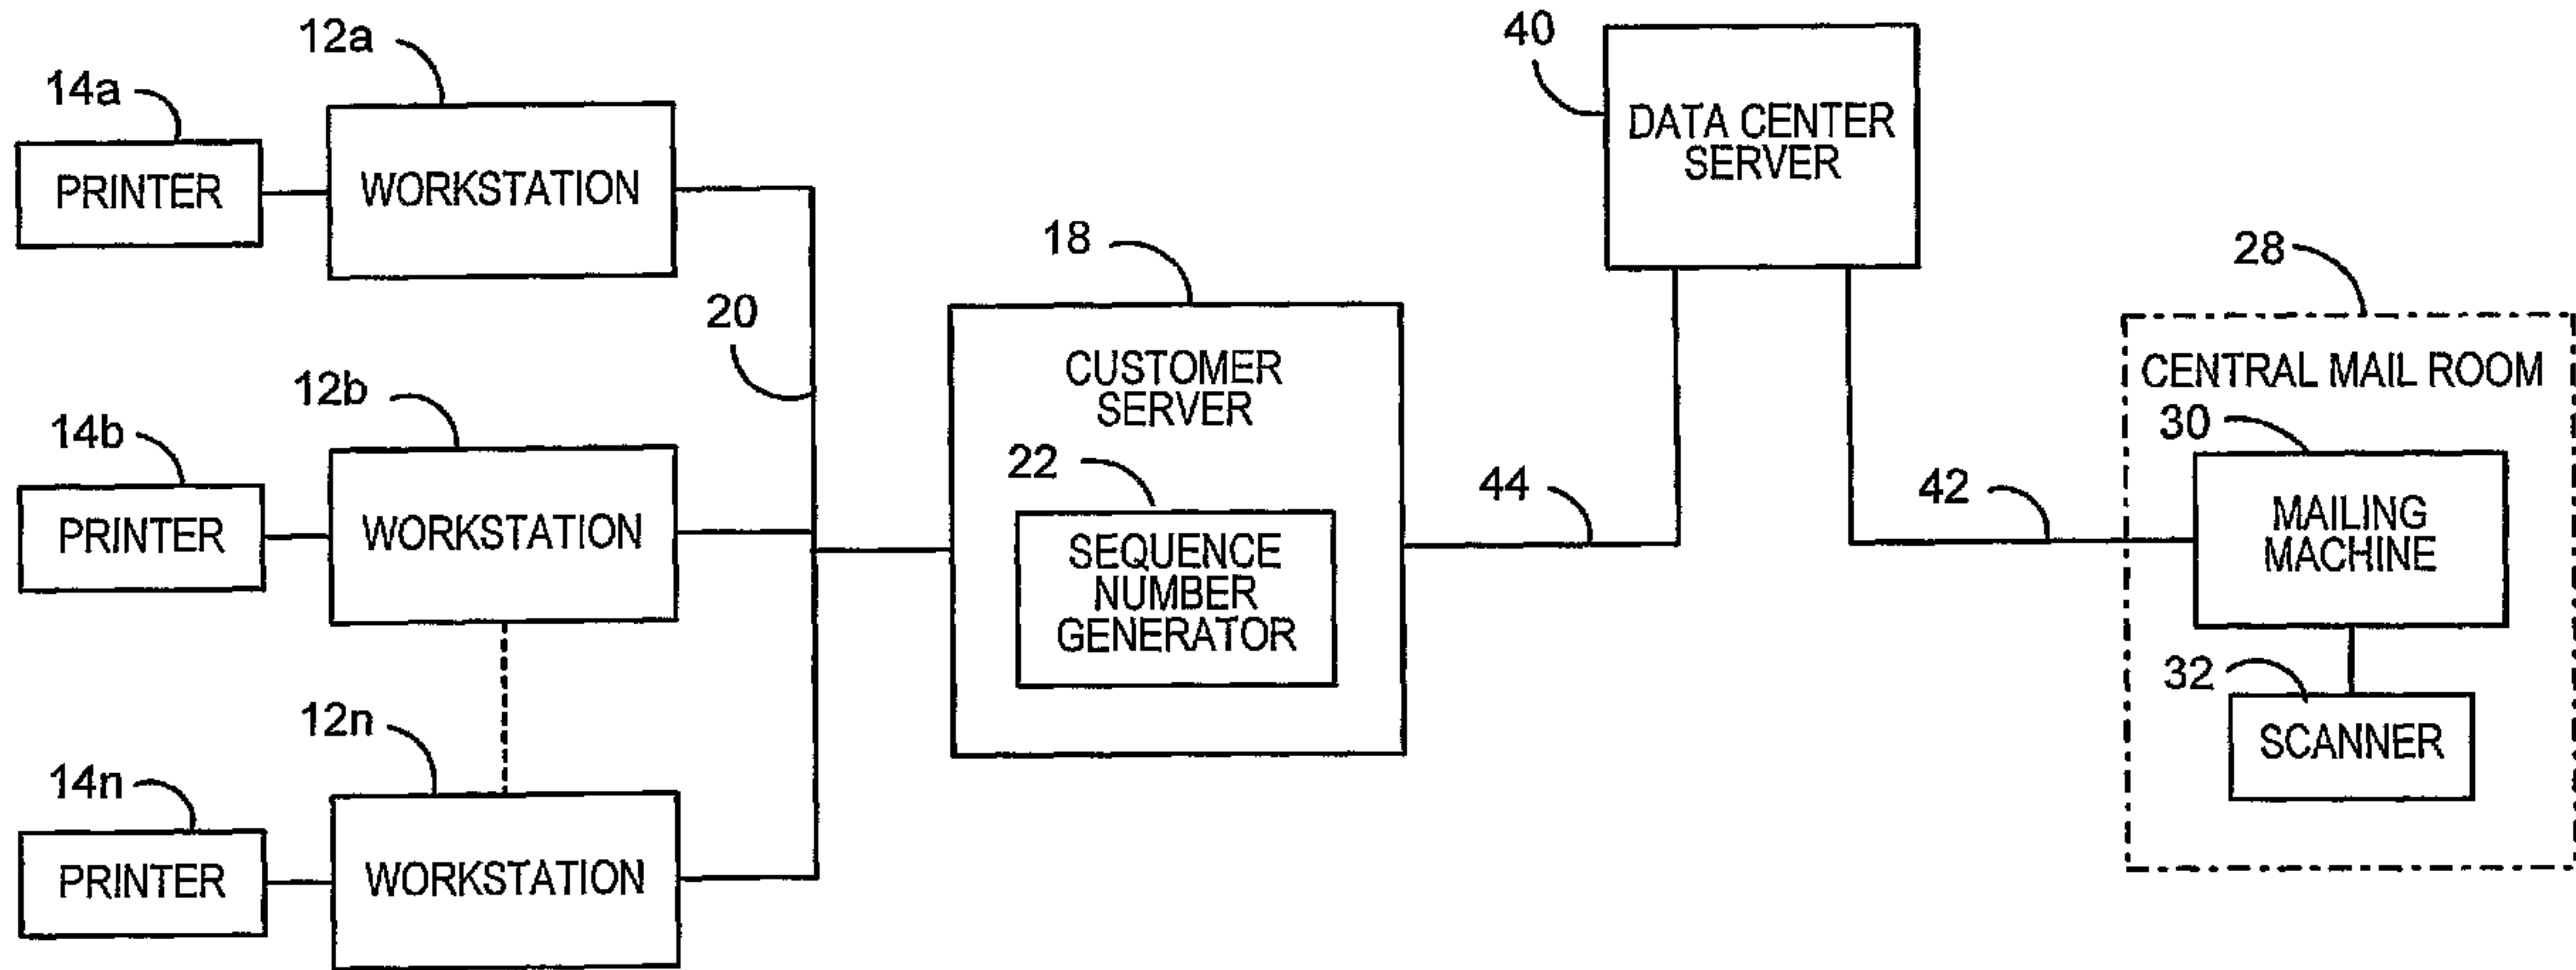 12a
14a
PRINTER
WORKSTATION
20
12b
14b
PRINTER
WORKSTATION
12n
14n
PRINTER
WORKSTATION
18
CUSTOMER
SERVER
22
SEQUENCE
NUMBER
GENERATOR
44
40
DATA CENTER
SERVER
42
28
CENTRAL MAIL ROOM
30
MAILING
MACHINE
32
SCANNER